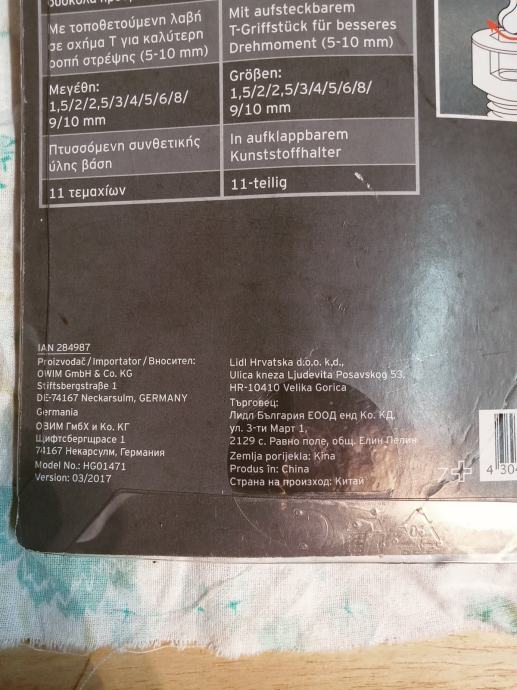 Με τοποθετούμενη λαβή
σε σχήμα Τ για καλύτερη
ροπή στρέψης (5-10 mm)
Mit aufsteckbarem
T-Griffstück für besseres
Drehmoment (5-10 mm)
Μεγέθη:
1,5/2/2,5/3/4/5/6/8/
9/10 mm
Größen:
1,5/2/2,5/3/4/5/6/8/
9/10 mm
Πτυσσόμενη συνθετικής
ύλης βάση
In aufklappbarem
Kunststoffhalter
11 τεμαχίων
11-teilig
IAN 284987
Proizvođač/Importator/Вносител:
OWIM GmbH & Co. KG
Stiftsbergstraße 1
DE-74167 Neckarsulm, GERMANY
Germania
ОВИМ ГмбХ и Ко. КГ
Щифтсбергщрасе 1
74167 Некарсулм, Германия
Model No.: HG01471
Version: 03/2017
Lidl Hrvatska d.o.o. k.d.,
Ulica kneza Ljudevita Posavskog 53,
HR-10410 Velika Gorica
Търговец:
Лидл България ЕООД енд Ко. КД,
ул. 3-ти Март 1,
2129 с. Равно поле, общ. Елин Пелин
Zemlja porijekla: Kina
Produs în: China
Страна на произход: Китай
4 304